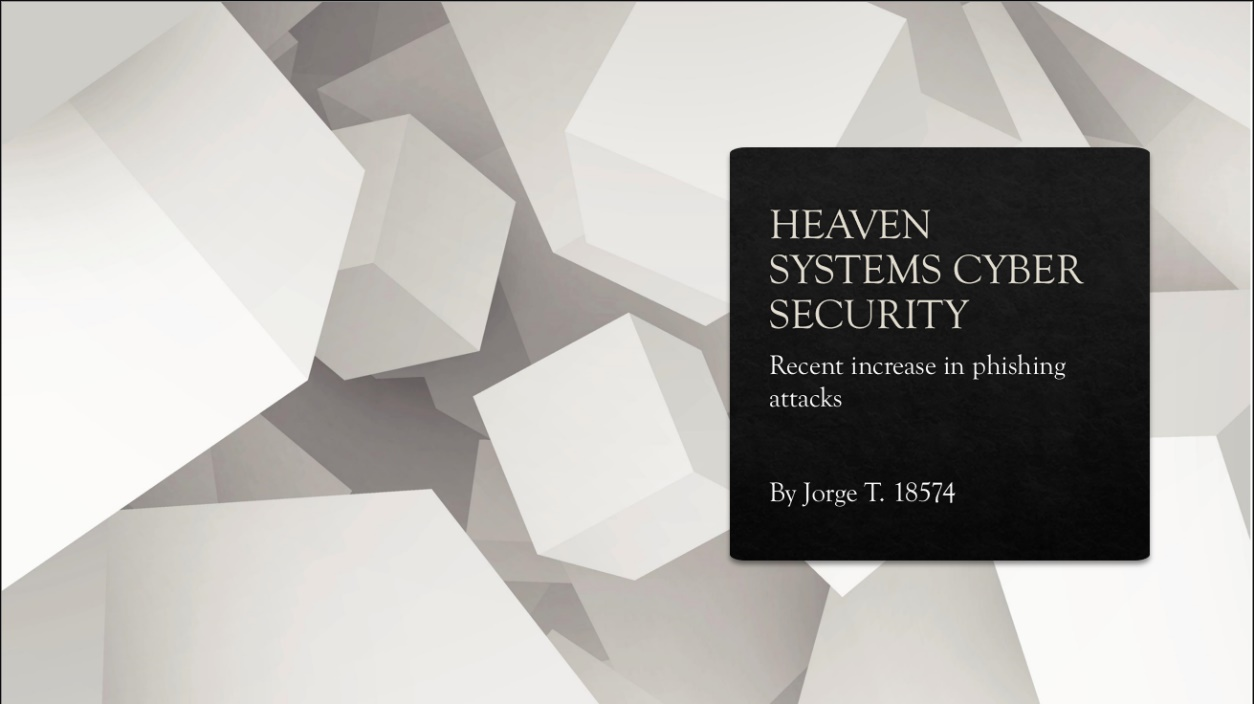 HEAVEN
SYSTEMS CYBER
SECURITY
Recent increase in phishing
attacks
By Jorge T. 18574